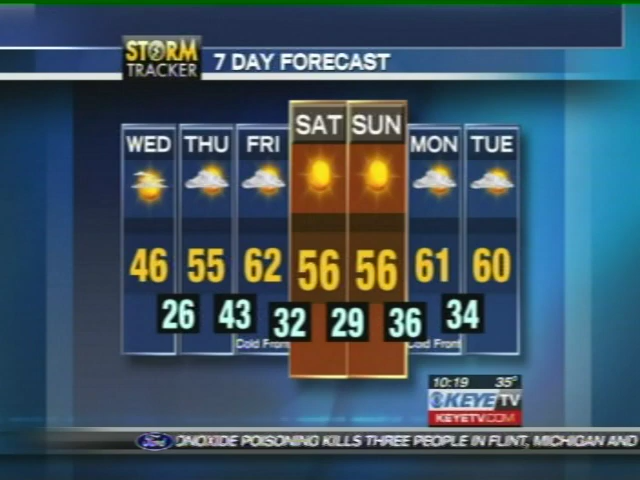 STORM
TRACKER
7 DAY FORECAST
WED THU FRI SAT SUN MON TUE
46 55 62 56 56 61 60
26 43 32 29 36 34
Cold Front
Cold Front
10:19 35°
KEYE TV
KEYETV.COM
Ford POISONING KILLS THREE PEOPLE IN FLINT, MICHIGAN AND